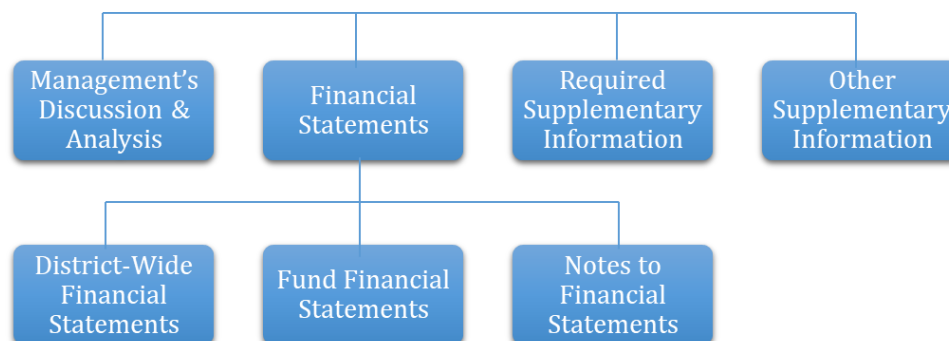 Management's
Discussion &
Analysis
Financial
Statements
Required
Supplementary
Information
Other
Supplementary
Information
District-Wide
Financial
Statements
Fund Financial
Statements
Notes to
Financial
Statements